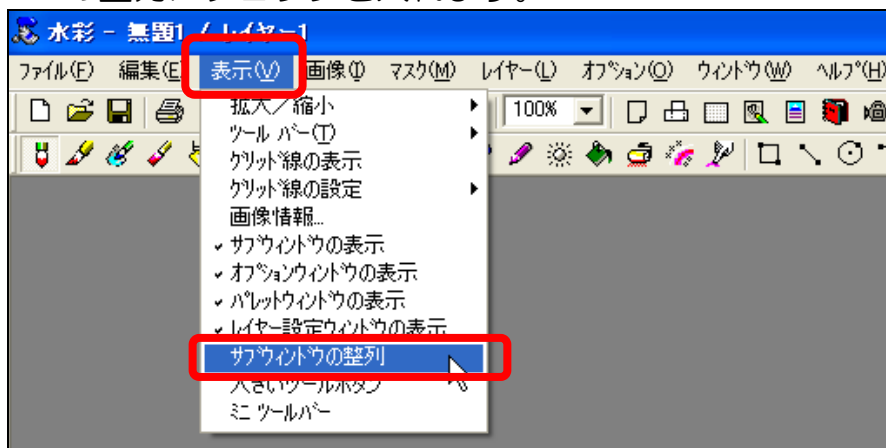 水彩 - 無題1 / レイヤー1
ファイル(F) 編集(E) 表示(V) 画像(I) マスク(M) レイヤー(L) オプション(O) ウィンドウ(W) ヘルプ(H)
100%
拡大／縮小
ツール バー(T)
グリッド線の表示
グリッド線の設定
画像情報...
サブウィンドウの表示
オプションウィンドウの表示
パレットウィンドウの表示
レイヤー設定ウィンドウの表示
サブウィンドウの整列
大きいツールボタン
ミニ ツールバー